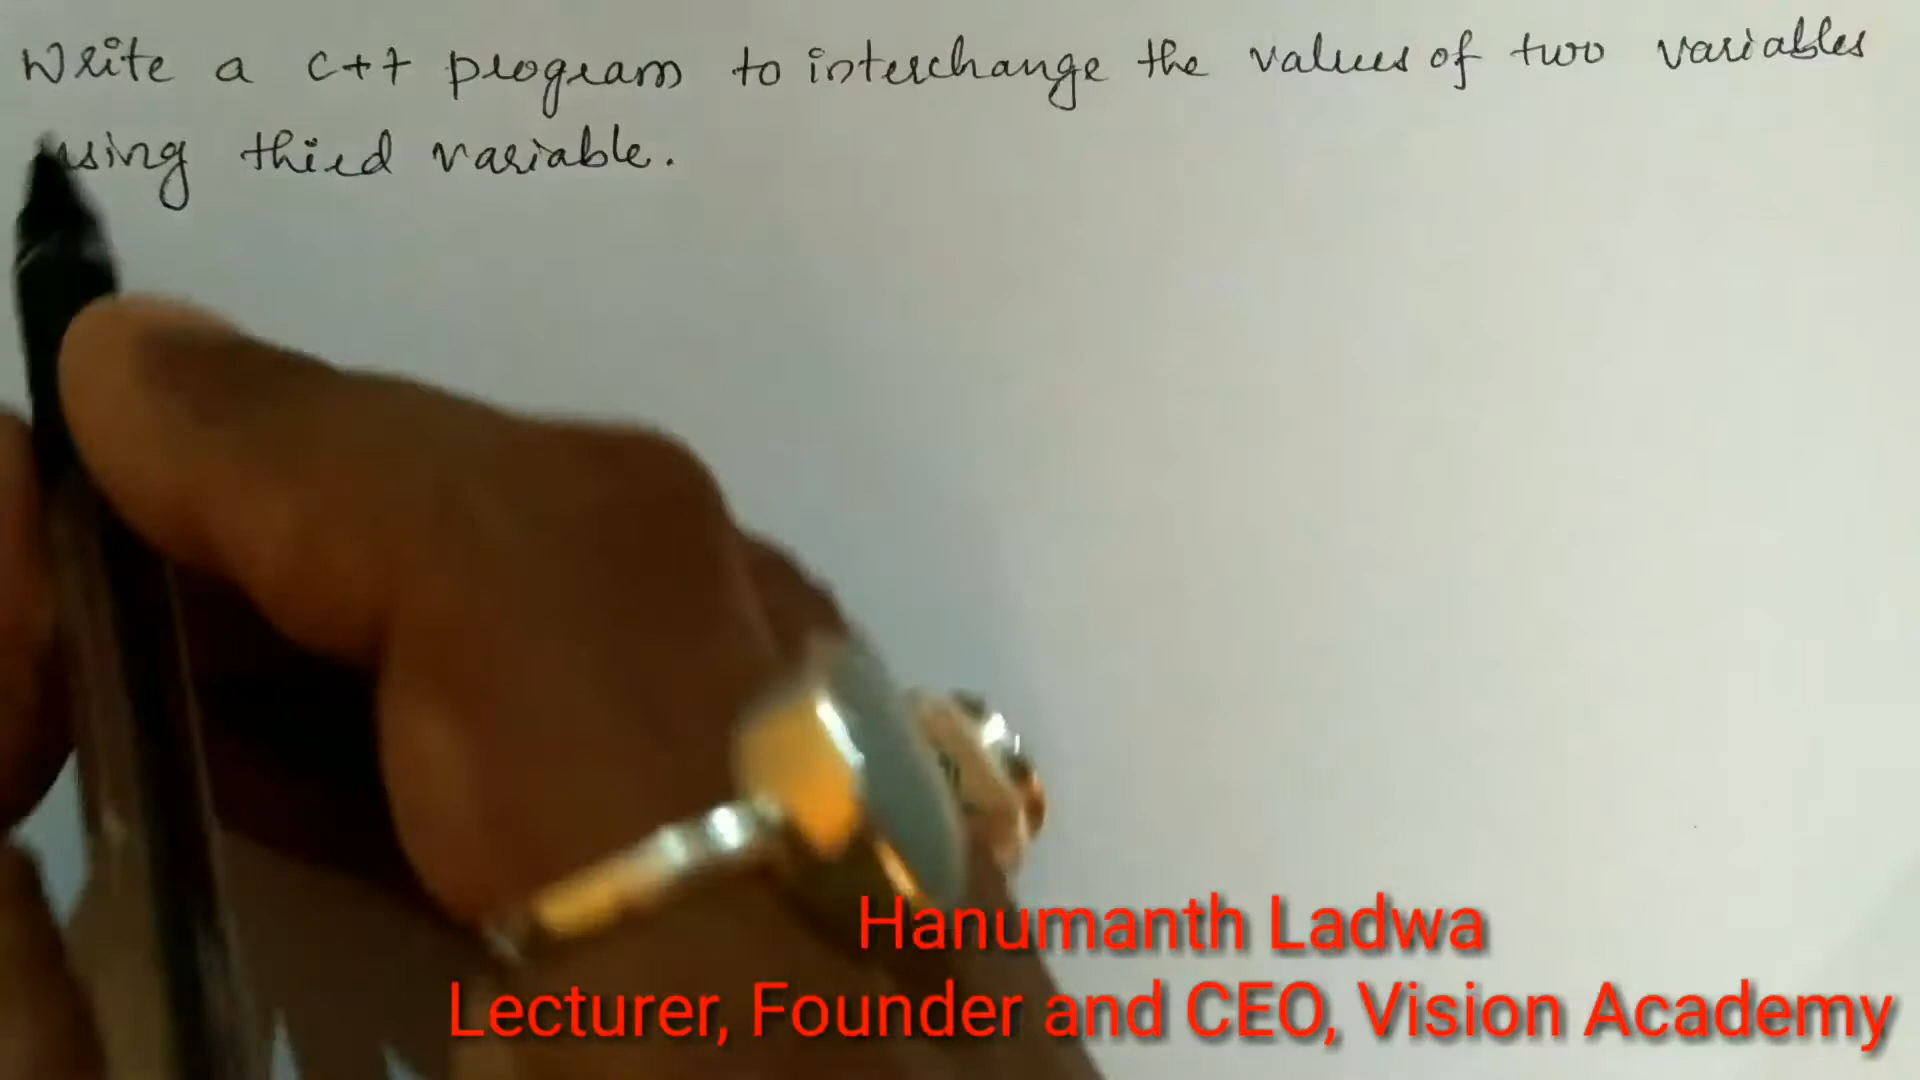 Write a c++ program to interchange the values of two variables
using third variable.
Hanumanth Ladwa
Lecturer, Founder and CEO, Vision Academy